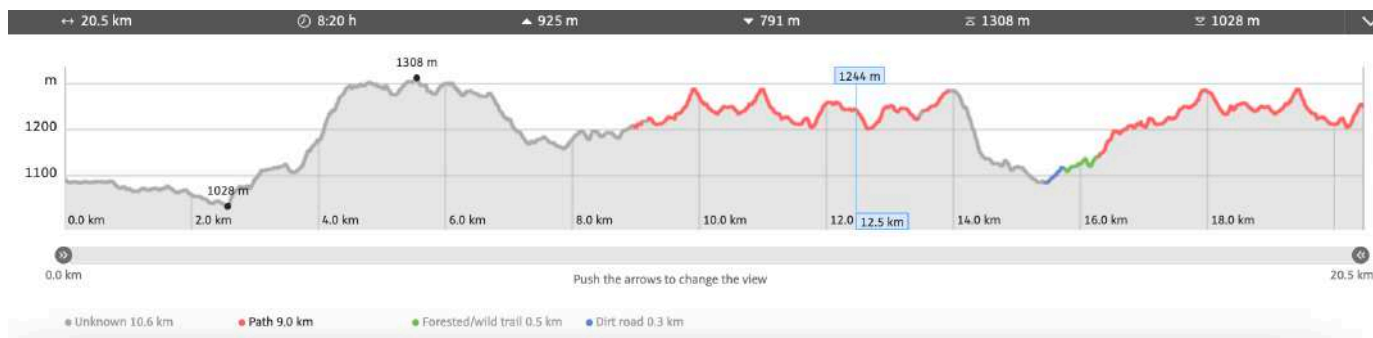 20.5 km 8:20 h 925 m 791 m 1308 m 1028 m
1308 m
m
1244 m
1200
1100
1028 m
0.0 km 2.0 km 4.0 km 6.0 km 8.0 km 10.0 km 12.0 12.5 km 14.0 km 16.0 km 18.0 km
0.0 km 20.5 km
Push the arrows to change the view
Unknown 10.6 km Path 9.0 km Forested/wild trail 0.5 km Dirt road 0.3 km